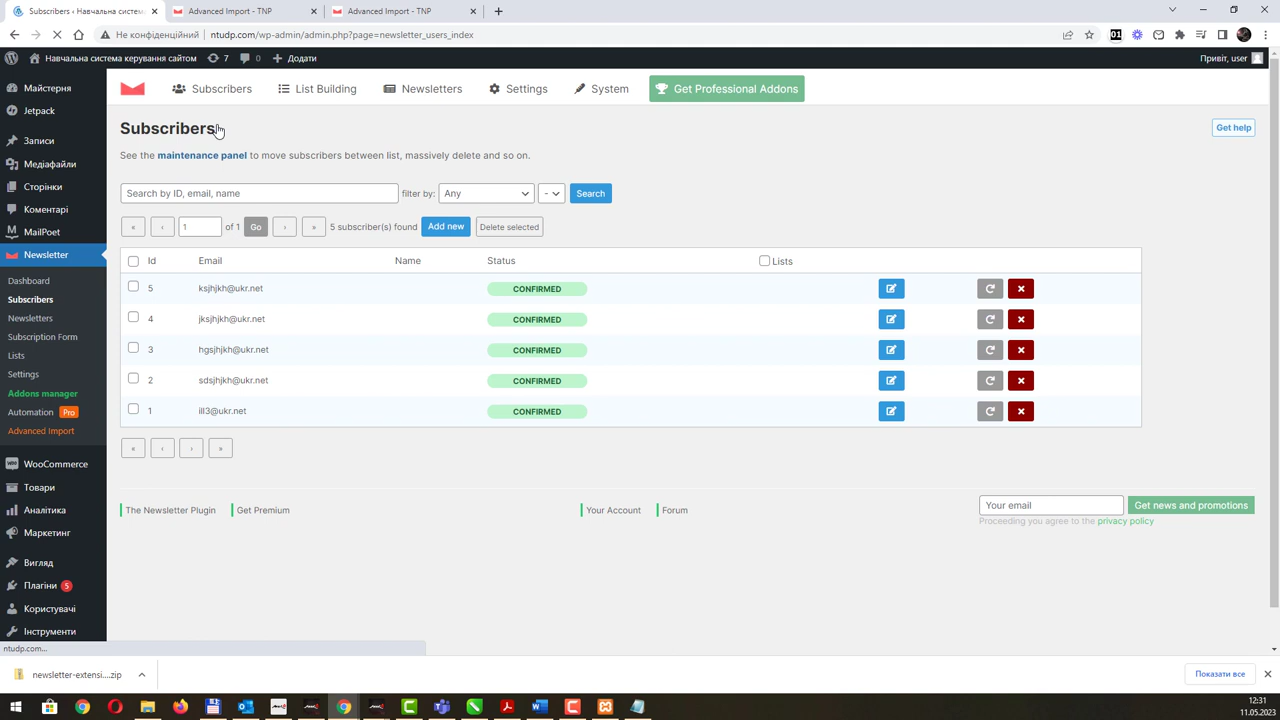 Subscribers ‹ Навчальна систем
Advanced Import - TNP
Advanced Import - TNP
Не конфіденційний
ntudp.com/wp-admin/admin.php?page=newsletter_users_index
Навчальна система керування сайтом
7
0
Додати
Привіт, user
Майстерня
Jetpack
Записи
Медіафайли
Сторінки
Коментарі
MailPoet
Newsletter
Dashboard
Subscribers
Newsletters
Subscription Form
Lists
Settings
Addons manager
Automation Pro
Advanced Import
WooCommerce
Товари
Аналітика
Маркетинг
Вигляд
Плагіни 5
Користувачі
Інструменти
ntudp.com...
Subscribers
List Building
Newsletters
Settings
System
Get Professional Addons
Subscribers
Get help
See the maintenance panel to move subscribers between list, massively delete and so on.
Search by ID, email, name
filter by:
Any
-
Search
«
‹
1
of 1
Go
›
»
5 subscriber(s) found
Add new
Delete selected
Id Email Name Status Lists
5 ksjhjkh@ukr.net CONFIRMED
4 jksjhjkh@ukr.net CONFIRMED
3 hgsjhjkh@ukr.net CONFIRMED
2 sdsjhjkh@ukr.net CONFIRMED
1 ill3@ukr.net CONFIRMED
«
‹
›
»
The Newsletter Plugin
Get Premium
Your Account
Forum
Your email
Get news and promotions
Proceeding you agree to the privacy policy
newsletter-extensi....zip
Показати все
12:31
11.05.2023